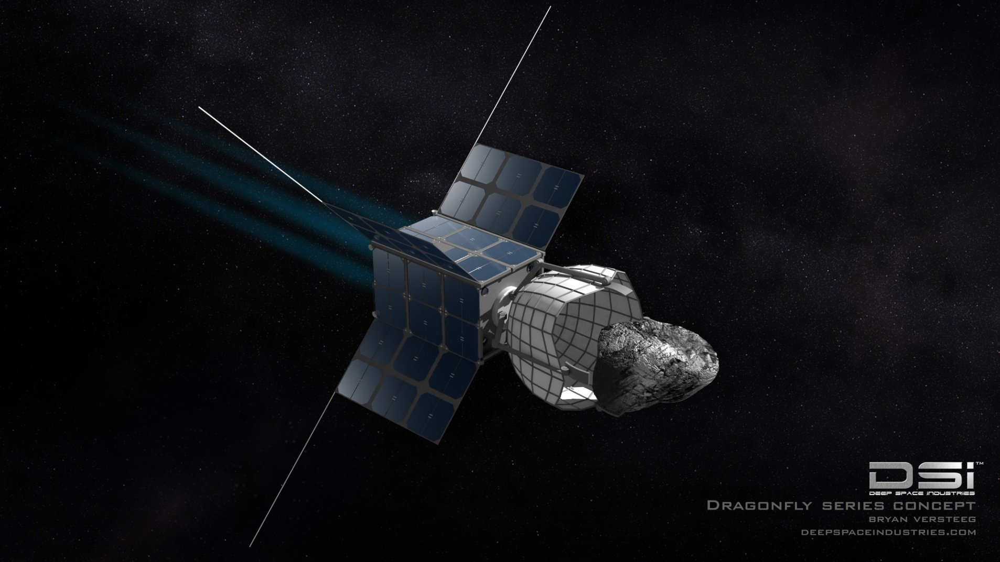 DSi™
DEEP SPACE INDUSTRIES
DRAGONFLY SERIES CONCEPT
BRYAN VERSTEEG
DEEPSPACEINDUSTRIES.COM